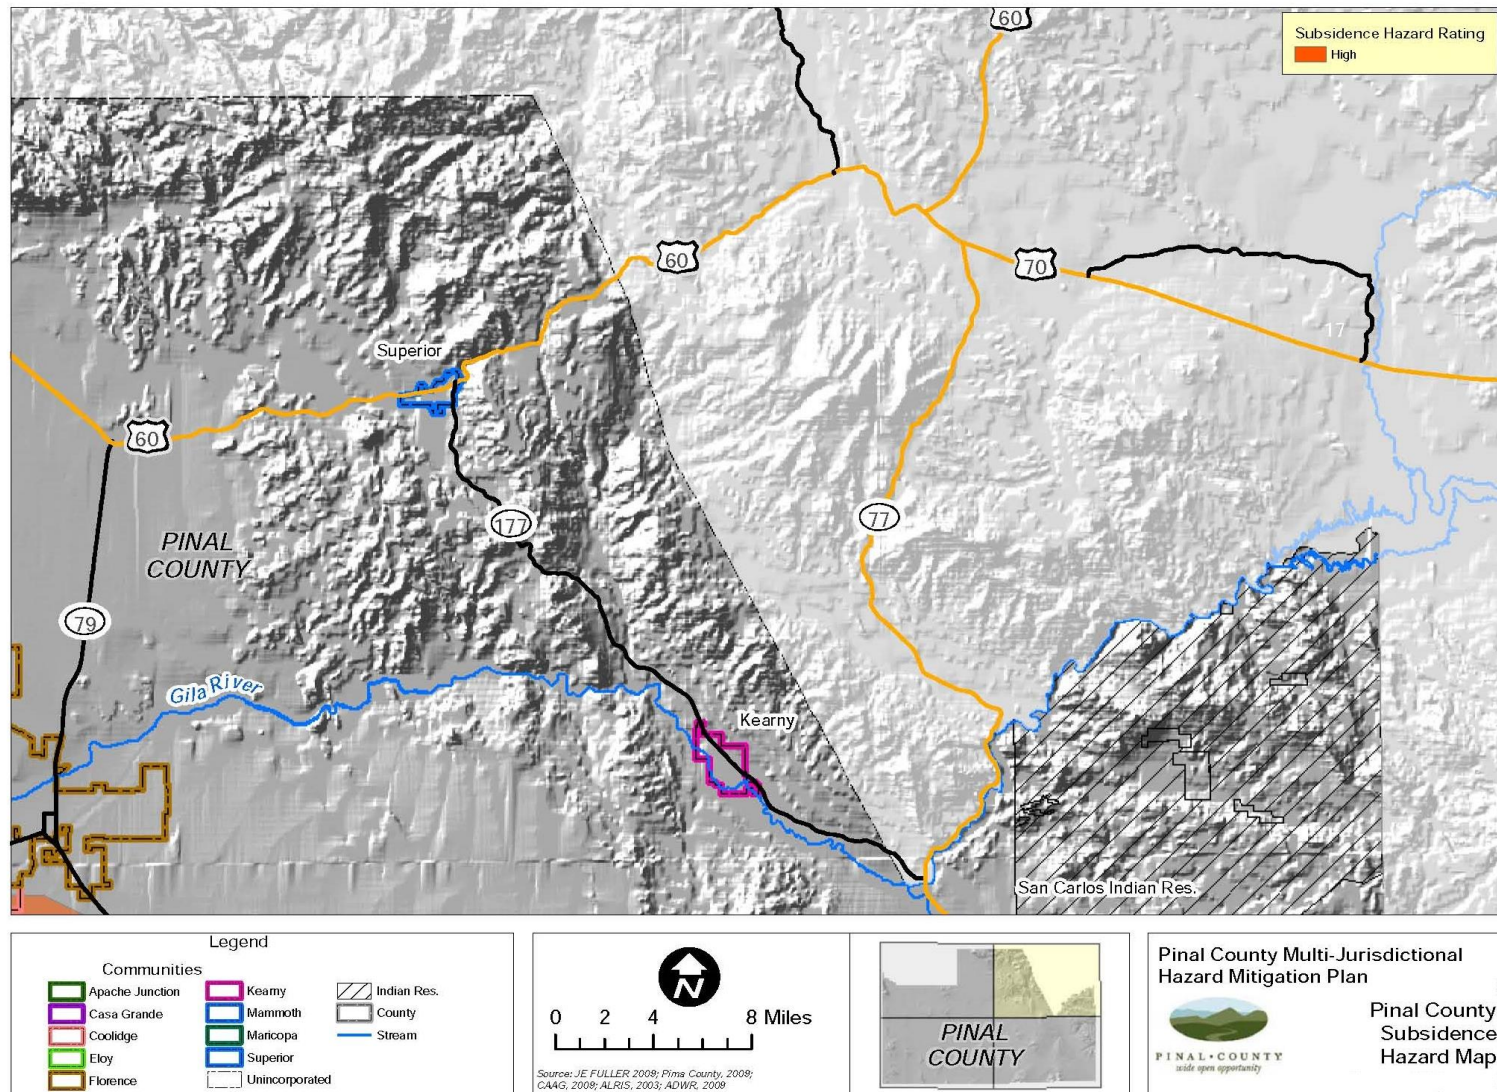 60
Subsidence Hazard Rating
High
60
70
17
Superior
60
177
77
PINAL
COUNTY
79
Gila River
Kearny
San Carlos Indian Res.
Legend
Communities
Apache Junction
Casa Grande
Coolidge
Eloy
Florence
Kearny
Mammoth
Maricopa
Superior
Unincorporated
Indian Res.
County
Stream
N
0 2 4 8 Miles
Source: JE FULLER 2009; Pima County, 2009;
CAAG, 2009; ALRIS, 2003; ADWR, 2009
PINAL
COUNTY
Pinal County Multi-Jurisdictional
Hazard Mitigation Plan
PINAL • COUNTY
wide open opportunity
Pinal County
Subsidence
Hazard Map